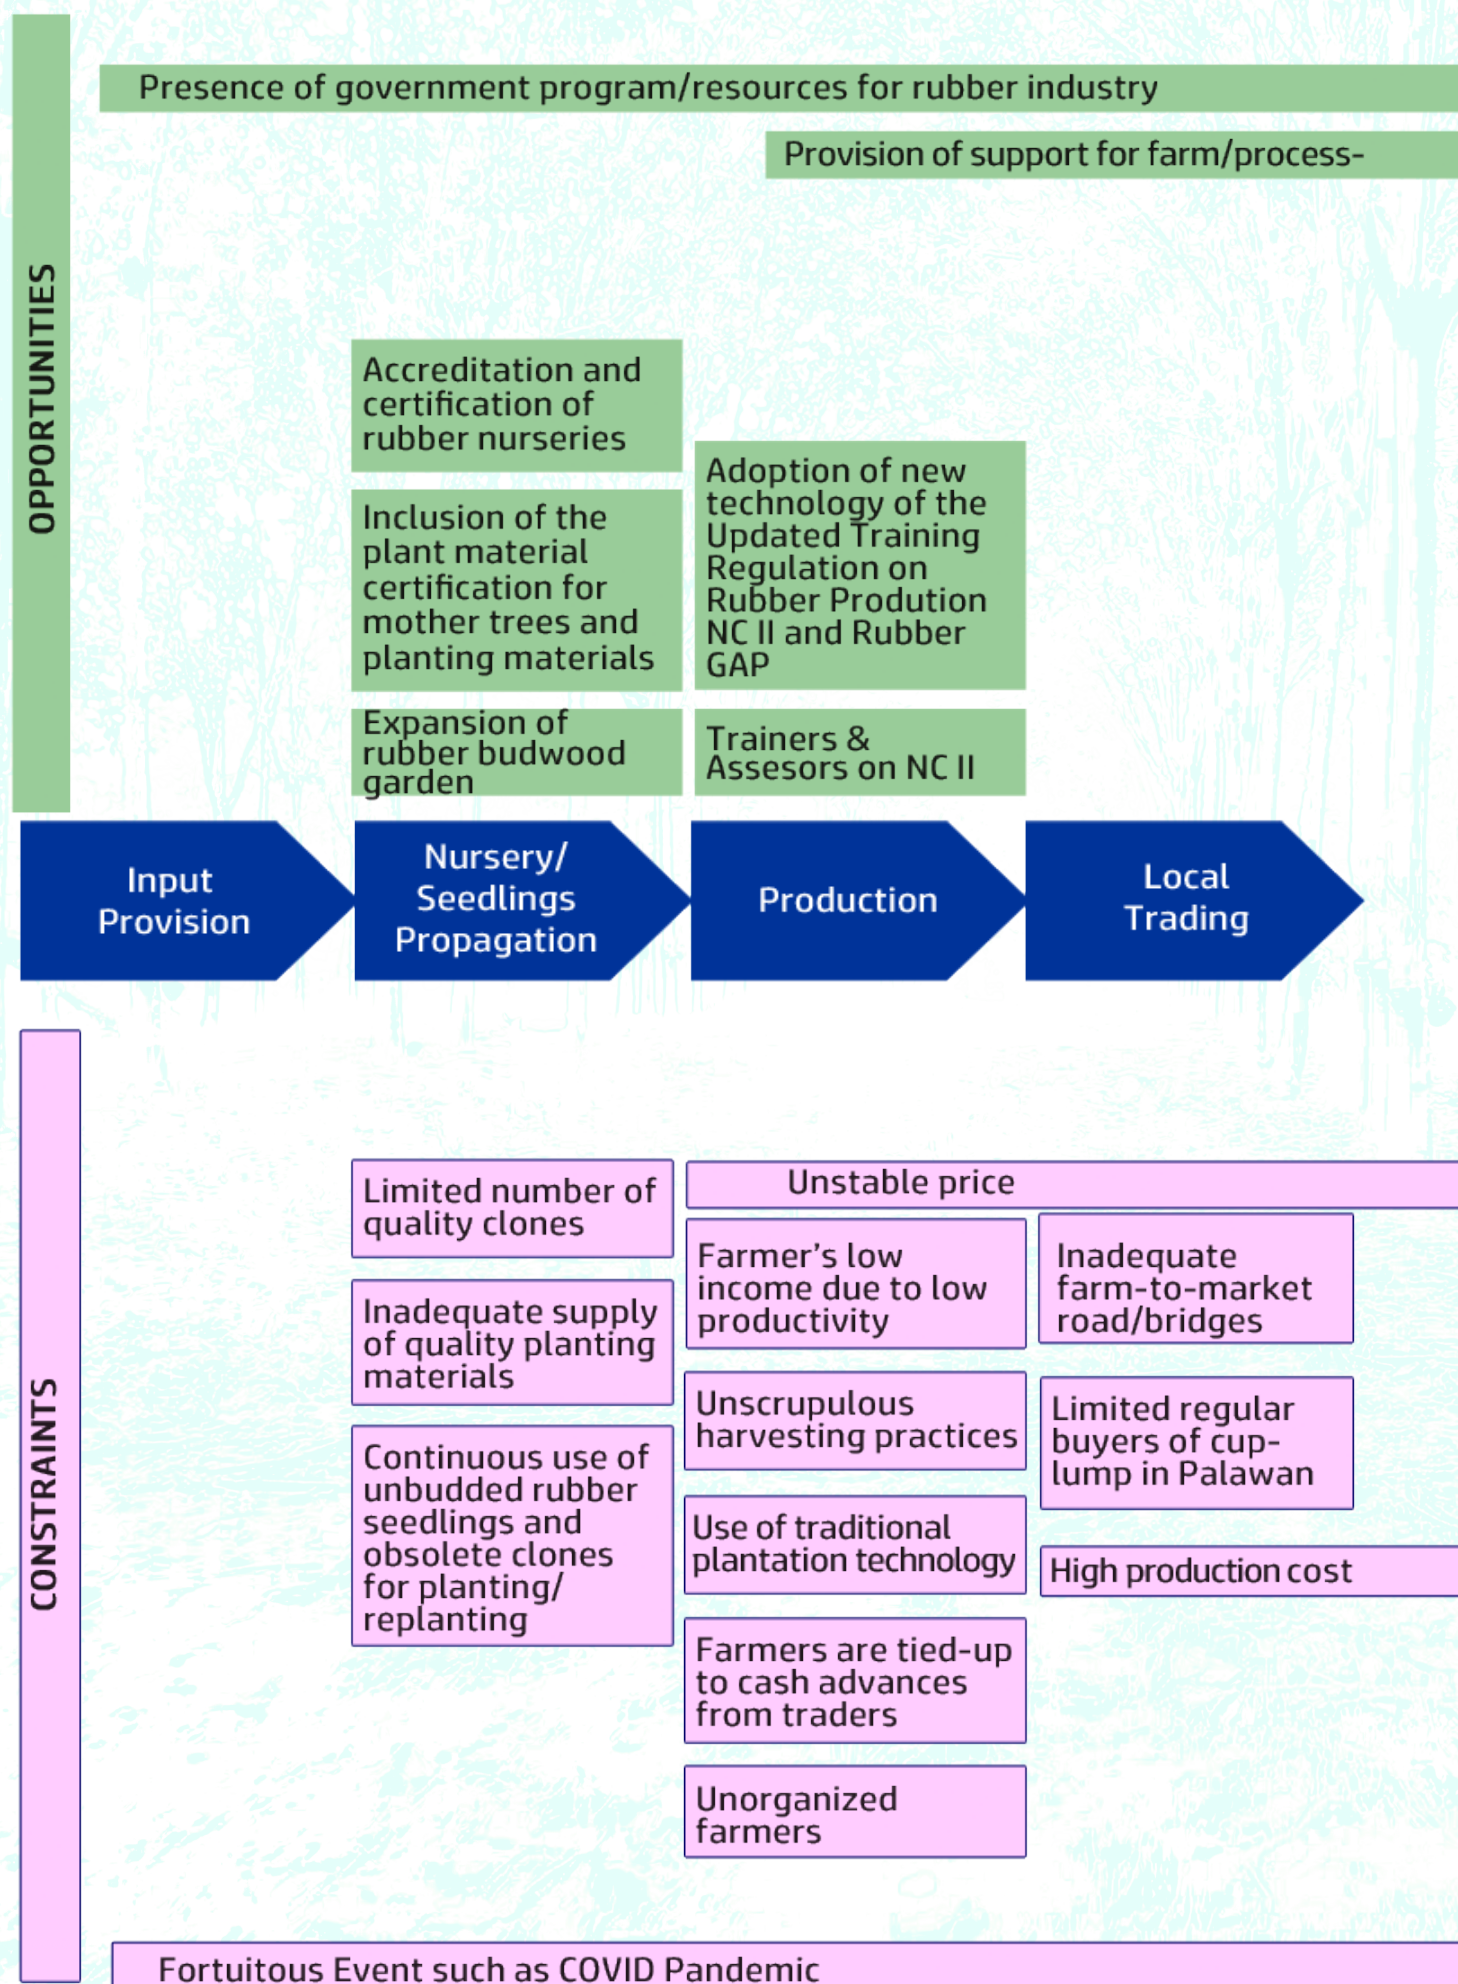 OPPORTUNITIES
Presence of government program/resources for rubber industry
Provision of support for farm/process-
Accreditation and
certification of
rubber nurseries
Inclusion of the
plant material
certification for
mother trees and
planting materials
Expansion of
rubber budwood
garden
Adoption of new
technology of the
Updated Training
Regulation on
Rubber Prodution
NC II and Rubber
GAP
Trainers &
Assesors on NC II
Input
Provision
Nursery/
Seedlings
Propagation
Production
Local
Trading
CONSTRAINTS
Limited number of
quality clones
Inadequate supply
of quality planting
materials
Continuous use of
unbudded rubber
seedlings and
obsolete clones
for planting/
replanting
Unstable price
Farmer's low
income due to low
productivity
Unscrupulous
harvesting practices
Use of traditional
plantation technology
Farmers are tied-up
to cash advances
from traders
Unorganized
farmers
Inadequate
farm-to-market
road/bridges
Limited regular
buyers of cup-
lump in Palawan
High production cost
Fortuitous Event such as COVID Pandemic